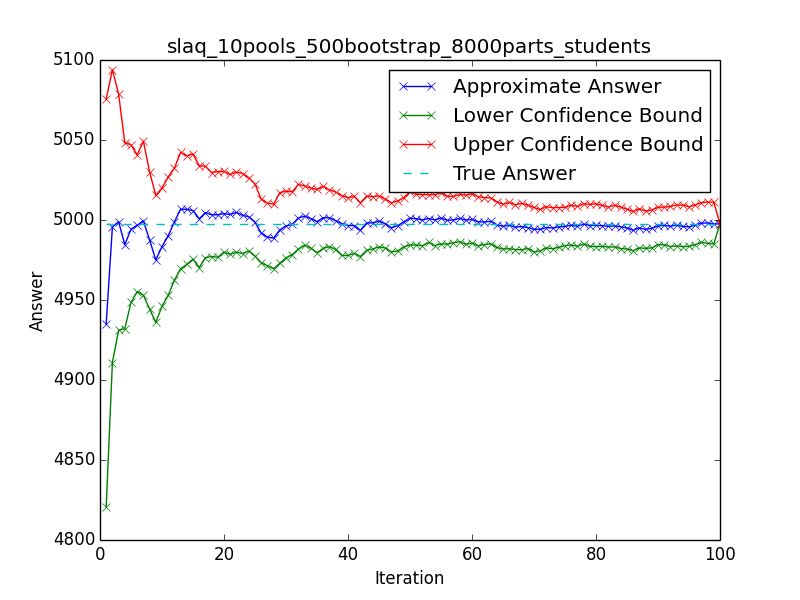 slaq_10pools_500bootstrap_8000parts_students
5100
5050
5000
4950
4900
4850
4800
Answer
Approximate Answer
Lower Confidence Bound
Upper Confidence Bound
True Answer
0 20 40 60 80 100
Iteration